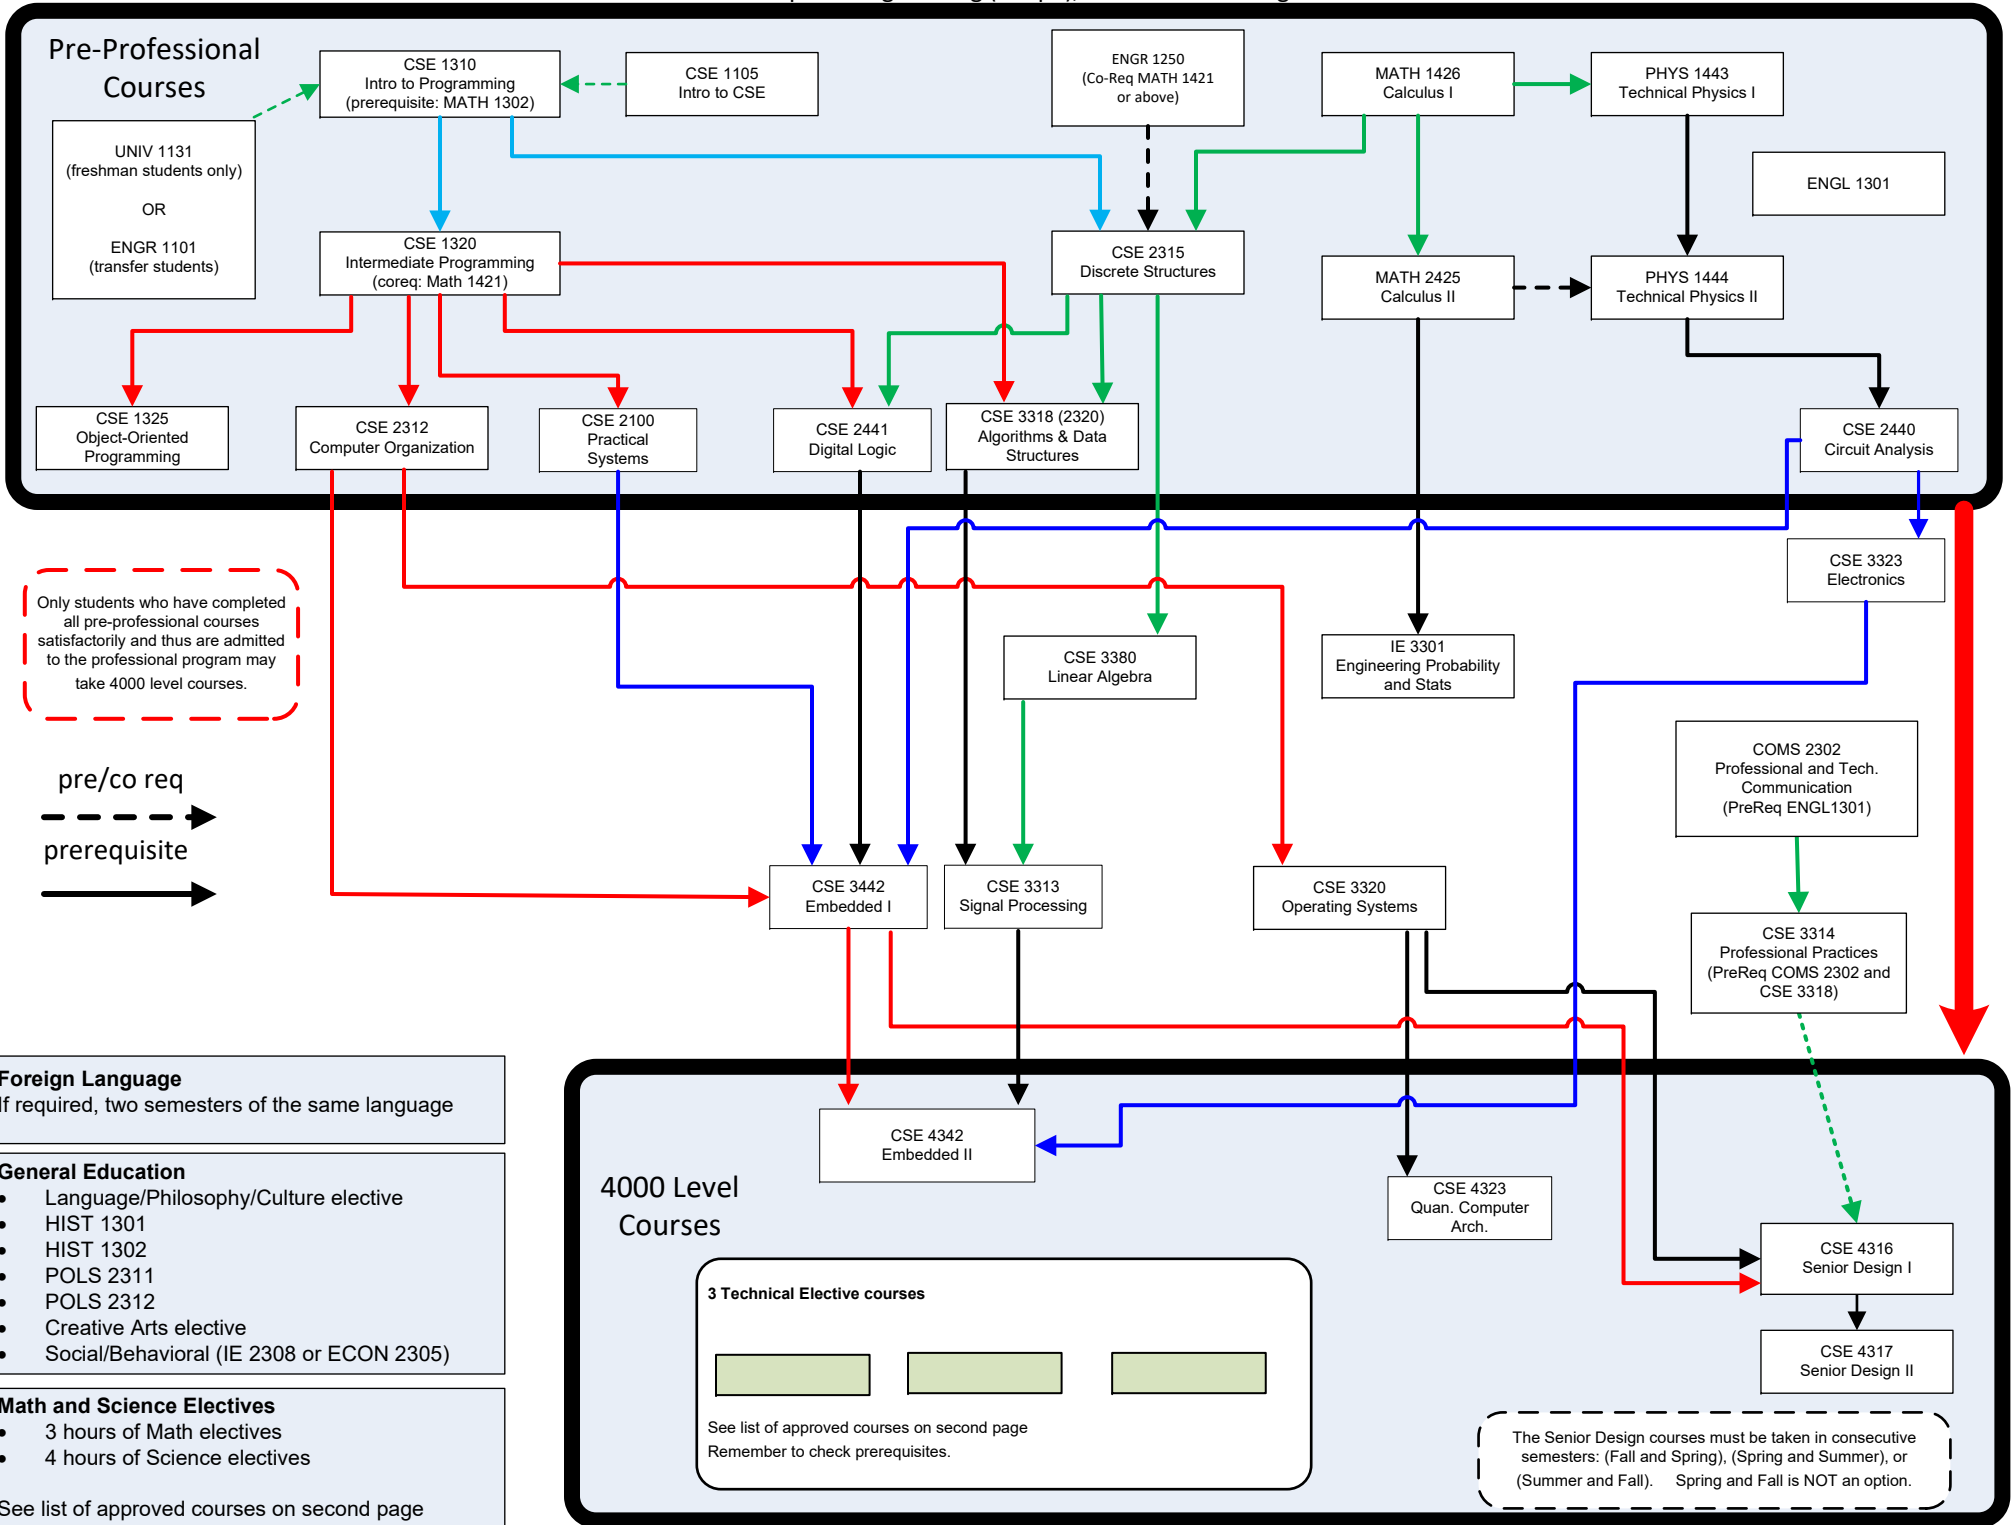 Pre-Professional
Courses
CSE 1310
Intro to Programming
(prerequisite: MATH 1302)
CSE 1105
Intro to CSE
ENGR 1250
(Co-Req MATH 1421
or above)
MATH 1426
Calculus I
PHYS 1443
Technical Physics I
UNIV 1131
(freshman students only)
OR
ENGR 1101
(transfer students)
ENGL 1301
CSE 1320
Intermediate Programming
(coreq: Math 1421)
CSE 2315
Discrete Structures
MATH 2425
Calculus II
PHYS 1444
Technical Physics II
CSE 1325
Object-Oriented
Programming
CSE 2312
Computer Organization
CSE 2100
Practical
Systems
CSE 2441
Digital Logic
CSE 3318 (2320)
Algorithms & Data
Structures
CSE 2440
Circuit Analysis
CSE 3323
Electronics
Only students who have completed
all pre-professional courses
satisfactorily and thus are admitted
to the professional program may
take 4000 level courses.
CSE 3380
Linear Algebra
IE 3301
Engineering Probability
and Stats
COMS 2302
Professional and Tech.
Communication
(PreReq ENGL1301)
pre/co req
prerequisite
CSE 3442
Embedded I
CSE 3313
Signal Processing
CSE 3320
Operating Systems
CSE 3314
Professional Practices
(PreReq COMS 2302 and
CSE 3318)
Foreign Language
If required, two semesters of the same language
General Education
• Language/Philosophy/Culture elective
• HIST 1301
• HIST 1302
• POLS 2311
• POLS 2312
• Creative Arts elective
• Social/Behavioral (IE 2308 or ECON 2305)
Math and Science Electives
• 3 hours of Math electives
• 4 hours of Science electives
See list of approved courses on second page
CSE 4342
Embedded II
4000 Level
Courses
CSE 4323
Quan. Computer
Arch.
CSE 4316
Senior Design I
CSE 4317
Senior Design II
3 Technical Elective courses
See list of approved courses on second page
Remember to check prerequisites.
The Senior Design courses must be taken in consecutive
semesters: (Fall and Spring), (Spring and Summer), or
(Summer and Fall). Spring and Fall is NOT an option.